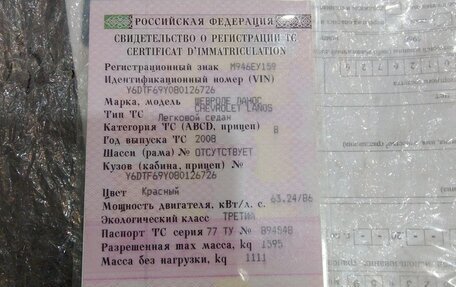 РОССИЙСКАЯ ФЕДЕРАЦИЯ
СВИДЕТЕЛЬСТВО О РЕГИСТРАЦИИ ТС
CERTIFICAT D'IMMATRICULATION
Регистрационный знак М946ЕУ159
Идентификационный номер (VIN)
Y6DTF69Y080126726
Марка, модель ШЕВРОЛЕ ЛАНОС
CHEVROLET LANOS
Тип ТС Легковой седан
Категория ТС (ABCD, прицеп) B
Год выпуска ТС 2008
Шасси (рама) № ОТСУТСТВУЕТ
Кузов (кабина, прицеп) №
Y6DTF69Y080126726
Цвет Красный
Мощность двигателя, кВт/л. с. 63.24/86
Экологический класс ТРЕТИЙ
Паспорт ТС серия 77 ТУ № 894548
Разрешенная max масса, kg 1595
Масса без нагрузки, kg 1111